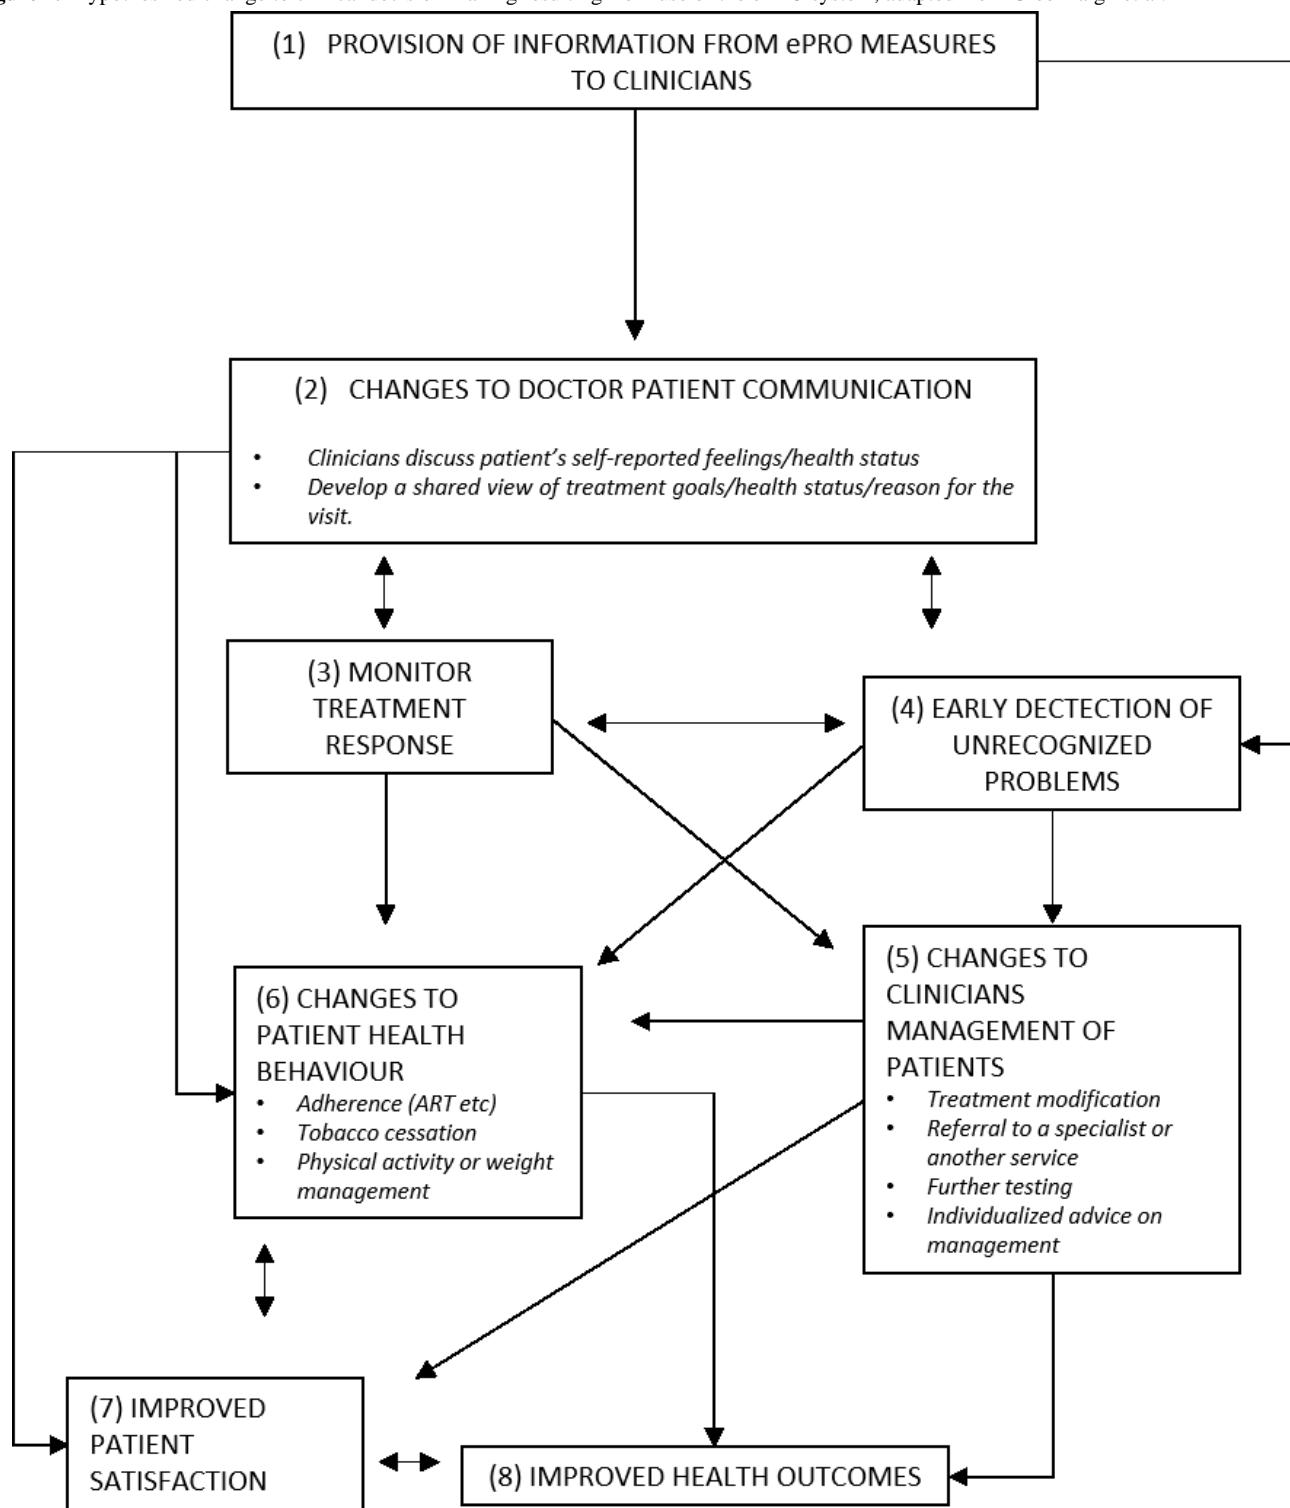 (1) PROVISION OF INFORMATION FROM ePRO MEASURES
TO CLINICIANS
(2) CHANGES TO DOCTOR PATIENT COMMUNICATION
• Clinicians discuss patient's self-reported feelings/health status
• Develop a shared view of treatment goals/health status/reason for the
visit.
(3) MONITOR
TREATMENT
RESPONSE
(4) EARLY DECTECTION OF
UNRECOGNIZED
PROBLEMS
(5) CHANGES TO
CLINICIANS
MANAGEMENT OF
PATIENTS
• Treatment modification
• Referral to a specialist or
another service
• Further testing
• Individualized advice on
management
(6) CHANGES TO
PATIENT HEALTH
BEHAVIOUR
• Adherence (ART etc)
• Tobacco cessation
• Physical activity or weight
management
(7) IMPROVED
PATIENT
SATISFACTION
(8) IMPROVED HEALTH OUTCOMES